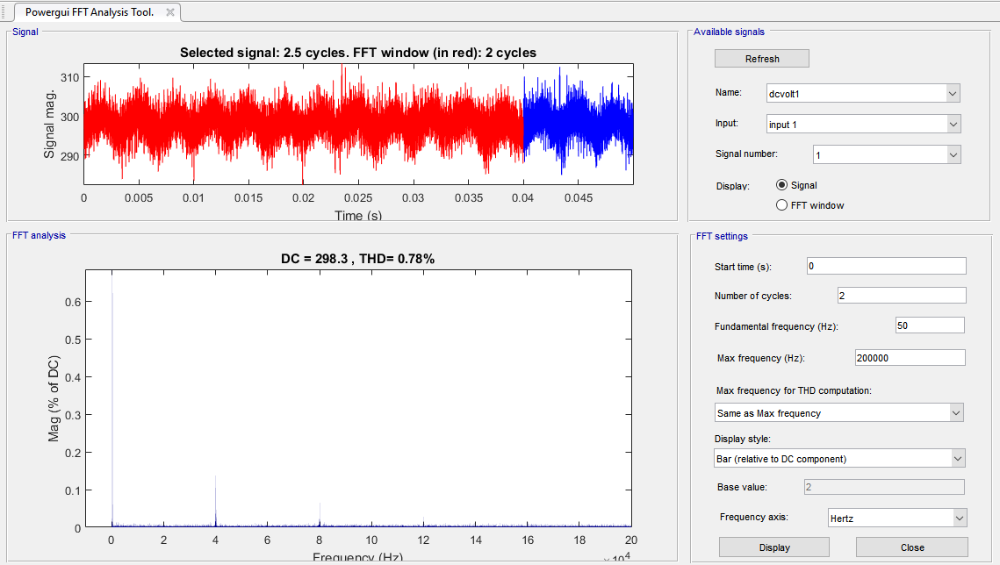 Powergui FFT Analysis Tool.
Signal
Selected signal: 2.5 cycles. FFT window (in red): 2 cycles
Signal mag.
310
300
290
0 0.005 0.01 0.015 0.02 0.025 0.03 0.035 0.04 0.045
Time (s)
Available signals
Refresh
Name: dcvolt1
Input: input 1
Signal number: 1
Display: Signal
FFT window
FFT analysis
DC = 298.3 , THD= 0.78%
Mag (% of DC)
0.6
0.5
0.4
0.3
0.2
0.1
0
0 2 4 6 8 10 12 14 16 18 20
Frequency (Hz)
×10^4
FFT settings
Start time (s): 0
Number of cycles: 2
Fundamental frequency (Hz): 50
Max frequency (Hz): 200000
Max frequency for THD computation:
Same as Max frequency
Display style:
Bar (relative to DC component)
Base value: 2
Frequency axis: Hertz
Display Close